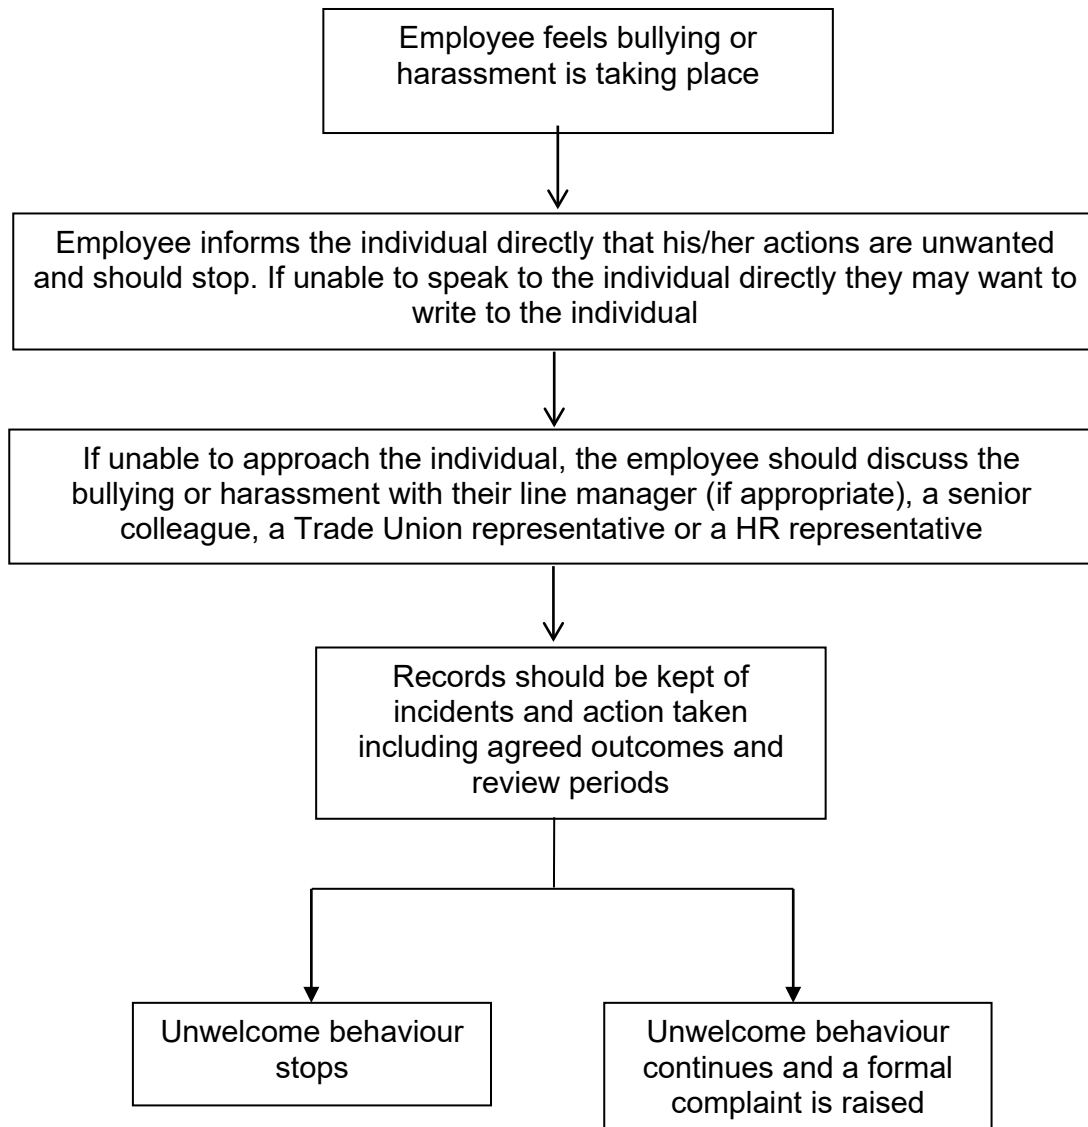 Employee feels bullying or
harassment is taking place
Employee informs the individual directly that his/her actions are unwanted
and should stop. If unable to speak to the individual directly they may want to
write to the individual
If unable to approach the individual, the employee should discuss the
bullying or harassment with their line manager (if appropriate), a senior
colleague, a Trade Union representative or a HR representative
Records should be kept of
incidents and action taken
including agreed outcomes and
review periods
Unwelcome behaviour
stops
Unwelcome behaviour
continues and a formal
complaint is raised